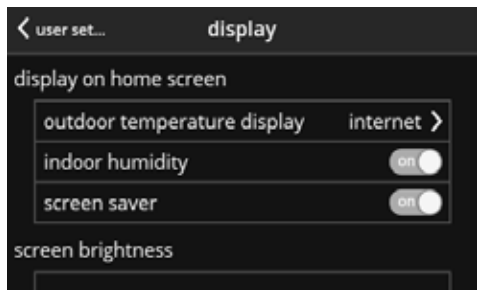 user set... display
display on home screen
outdoor temperature display internet
indoor humidity on
screen saver on
screen brightness